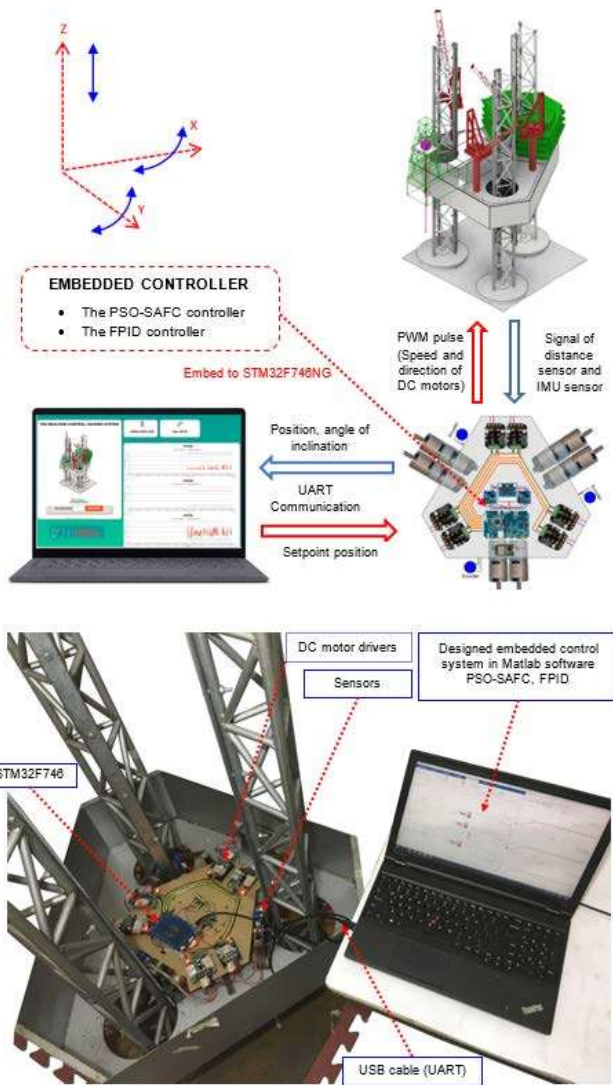 Z
X
Y
EMBEDDED CONTROLLER
• The PSO-SAFC controller
• The FPID controller
Embed to STM32F746NG
PWM pulse
(Speed and
direction of
DC motors)
Signal of
distance
sensor and
IMU sensor
Position, angle of
inclination
UART
Communication
Setpoint position
DC motor drivers
Sensors
Designed embedded control
system in Matlab software
PSO-SAFC, FPID
STM32F746
USB cable (UART)
ThinkPad